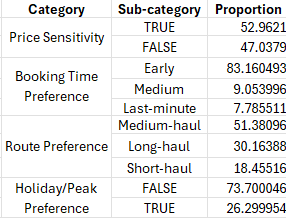 Category Sub-category Proportion
Price Sensitivity TRUE 52.9621
FALSE 47.0379
Booking Time Preference Early 83.160493
Medium 9.053996
Last-minute 7.785511
Route Preference Medium-haul 51.38096
Long-haul 30.16388
Short-haul 18.45516
Holiday/Peak Preference FALSE 73.700046
TRUE 26.299954